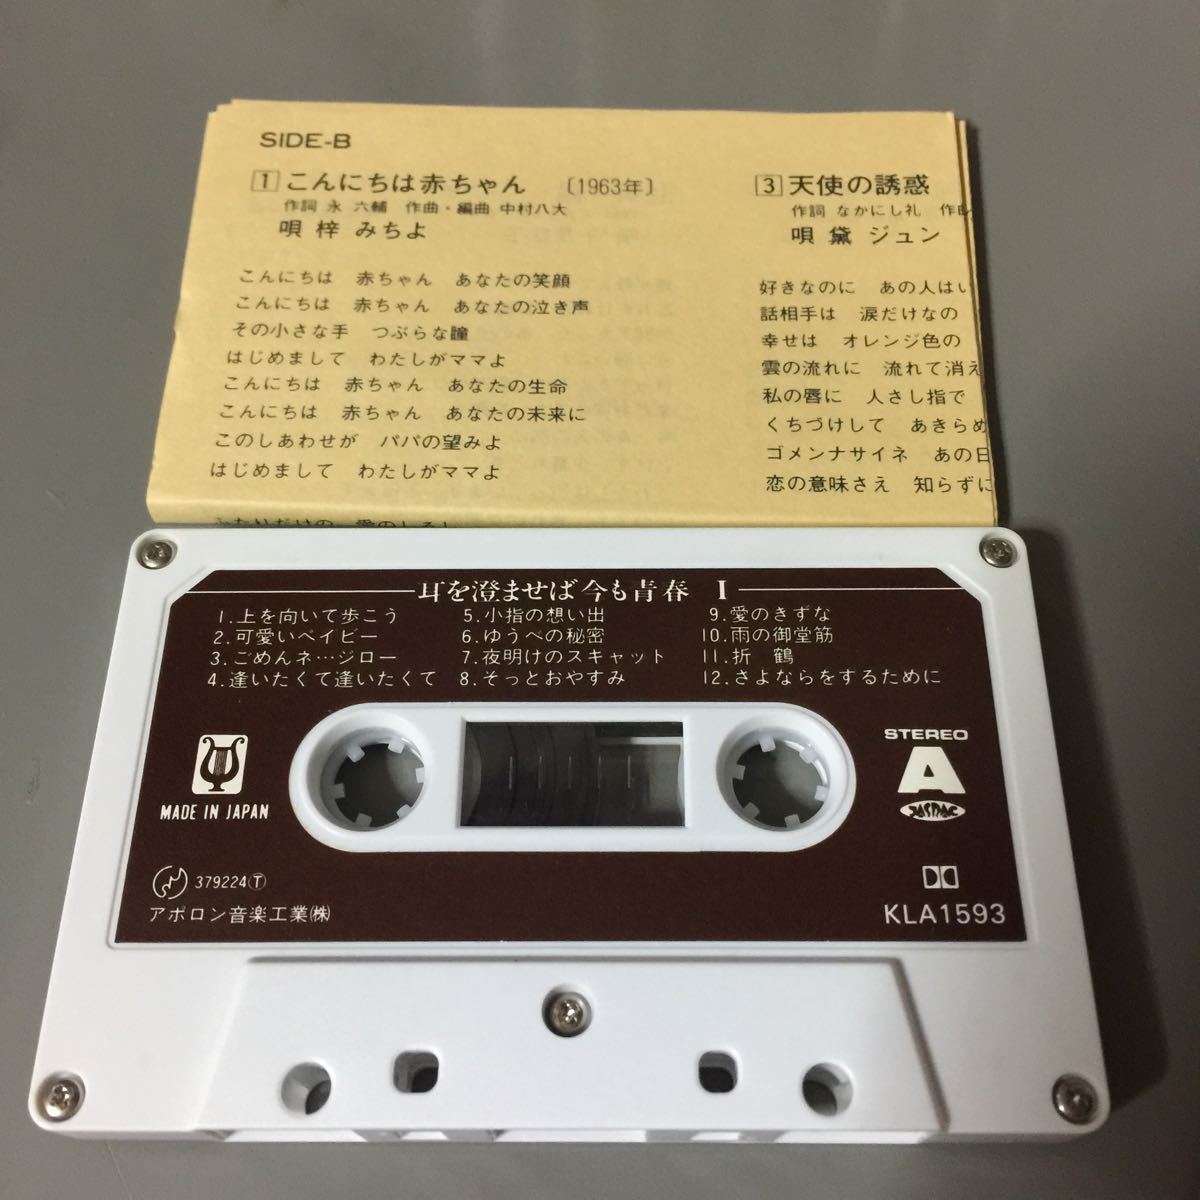 SIDE-B
1 こんにちは赤ちゃん 〔1963年〕
作詞 永 六輔 作曲・編曲 中村八大
唄 梓 みちよ
こんにちは 赤ちゃん あなたの笑顔
こんにちは 赤ちゃん あなたの泣き声
その小さな手 つぶらな瞳
はじめまして わたしがママよ
こんにちは 赤ちゃん あなたの生命
こんにちは 赤ちゃん あなたの未来に
このしあわせが パパの望みよ
はじめまして わたしがママよ
3 天使の誘惑
作詞 なかにし礼 作
唄 黛 ジュン
好きなのに あの人はい
話相手は 涙だけなの
幸せは オレンジ色の
雲の流れに 流れて消え
私の唇に 人さし指で
くちづけして あきらめ
ゴメンナサイネ あの日
恋の意味さえ 知らずに
耳を澄ませば今も青春 I
1.上を向いて歩こう
2.可愛いベイビー
3.ごめんネ…ジロー
4.逢いたくて逢いたくて
5.小指の想い出
6.ゆうべの秘密
7.夜明けのスキャット
8.そっとおやすみ
9.愛のきずな
10.雨の御堂筋
11.折 鶴
12.さよならをするために
MADE IN JAPAN
STEREO
A
JASRAC
379224Ⓣ
アポロン音楽工業㈱
KLA1593